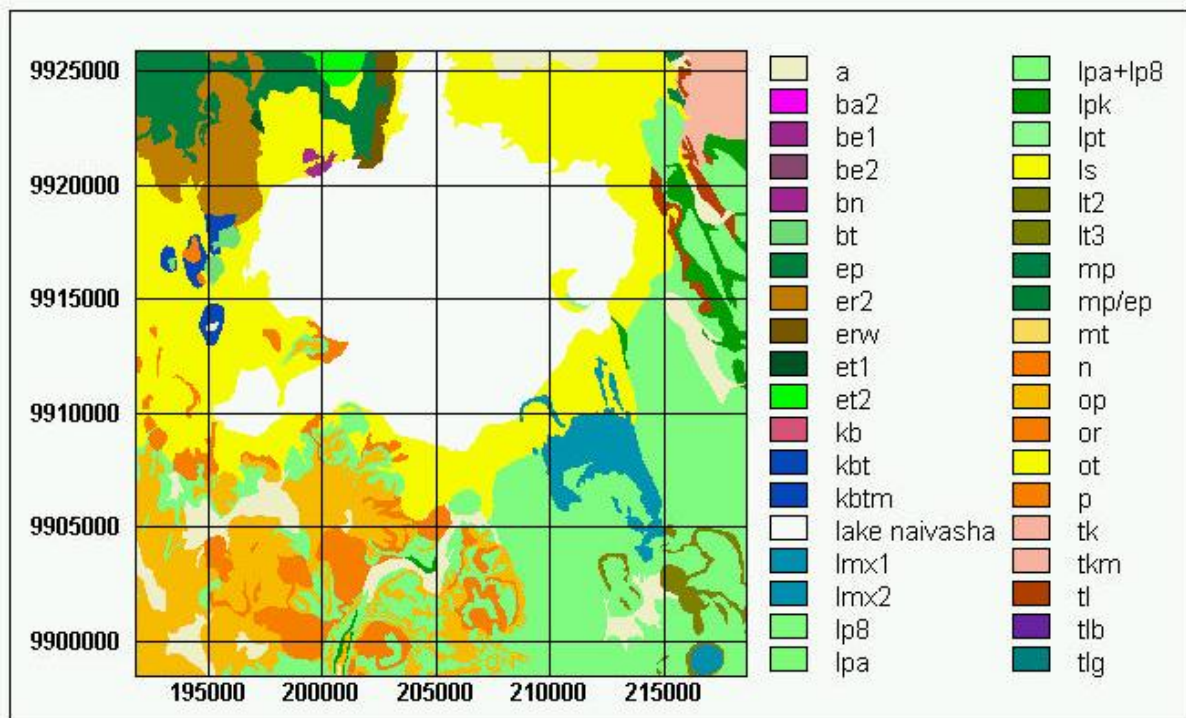 9925000
9920000
9915000
9910000
9905000
9900000
195000 200000 205000 210000 215000
a
ba2
be1
be2
bn
bt
ep
er2
erw
et1
et2
kb
kbt
kbtm
lake naivasha
lmx1
lmx2
lp8
lpa
lpa+lp8
lpk
lpt
ls
lt2
lt3
mp
mp/ep
mt
n
op
or
ot
p
tk
tkm
tl
tlb
tlg